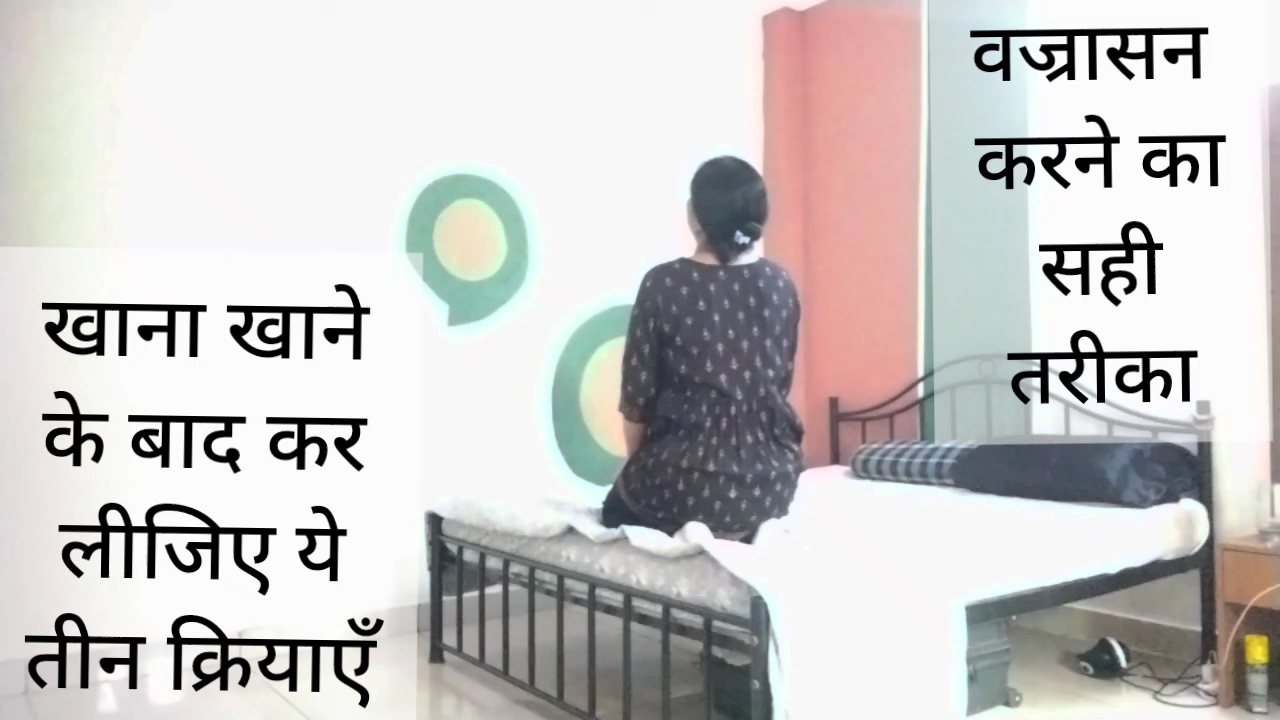 वज्रासन
करने का
सही
तरीका
खाना खाने
के बाद कर
लीजिए ये
तीन क्रियाएँ